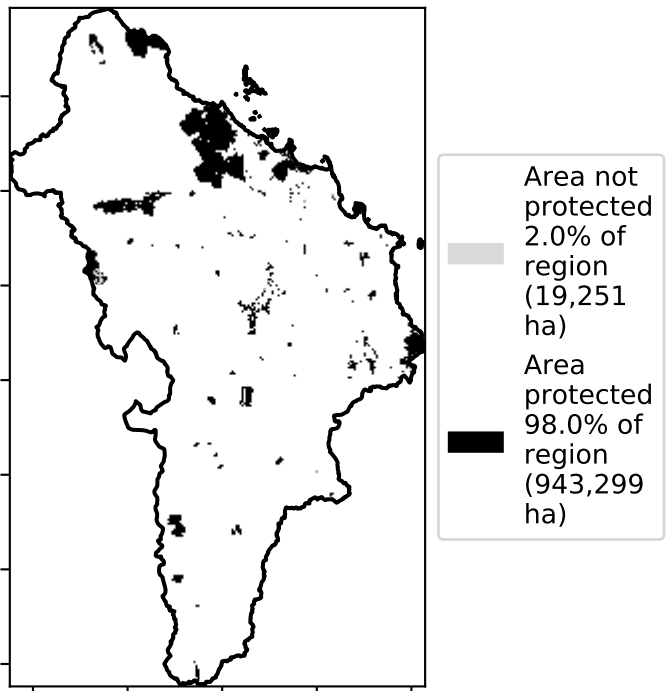 Area not
protected
2.0% of
region
(19,251
ha)
Area
protected
98.0% of
region
(943,299
ha)